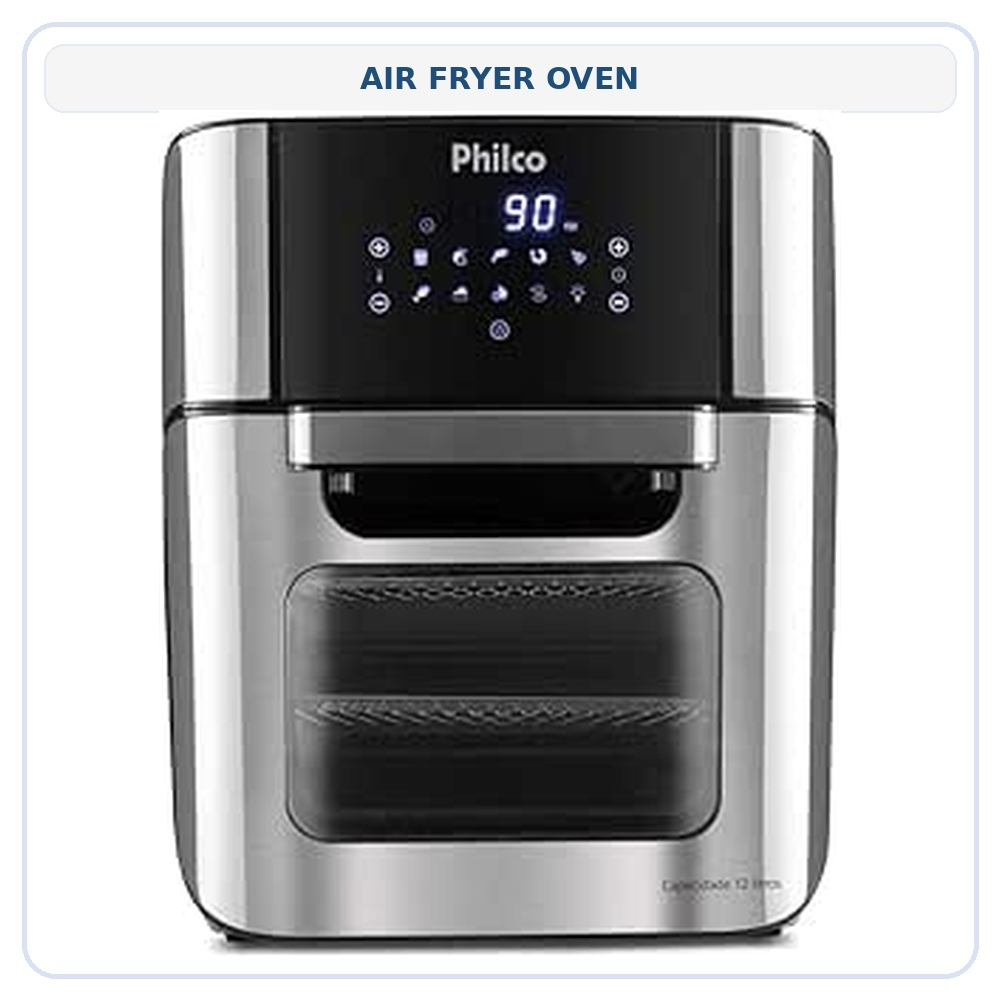 AIR FRYER OVEN
Philco
90
Capacidade 12 litros